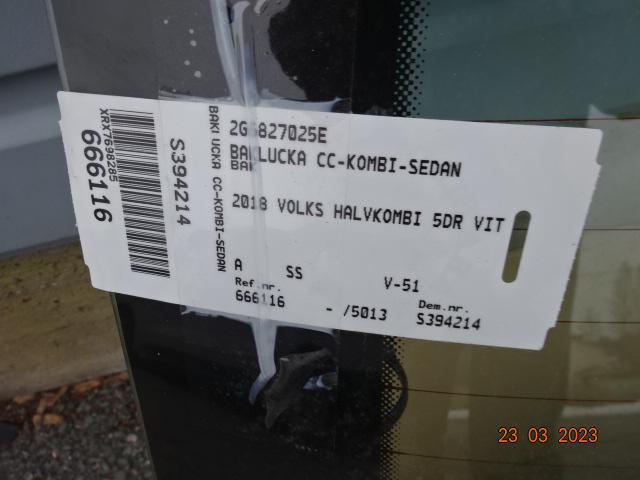 XRX7698285
666116
S394214
BAKLUCKA CC-KOMBI-SEDAN
BAKLUCKA CC-KOMBI-SEDAN
BAK
2018 VOLKS HALVKOMBI 5DR VIT
A SS V-51
Ref.nr. Dem.nr.
666116 - /5013 S394214
23 03 2023